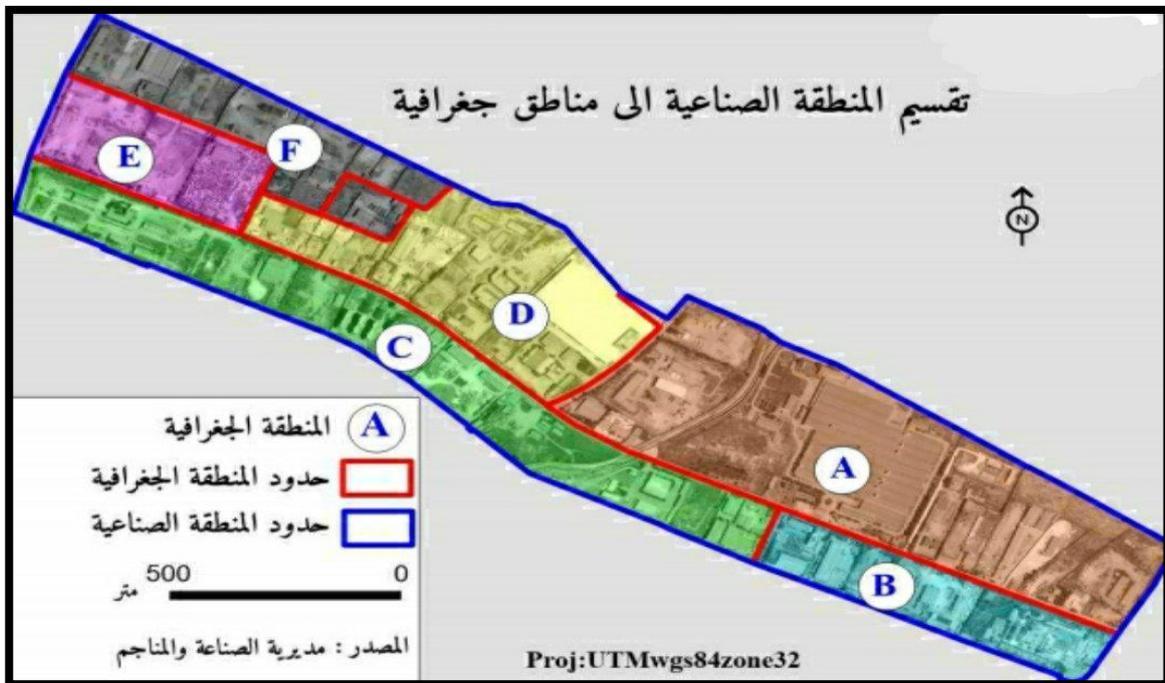 تقسيم المنطقة الصناعية الى مناطق جغرافية
N
E
F
D
C
A
B
المنطقة الجغرافية A
حدود المنطقة الجغرافية
حدود المنطقة الصناعية
500 0
متر
المصدر : مديرية الصناعة والمناجم
Proj:UTMwgs84zone32